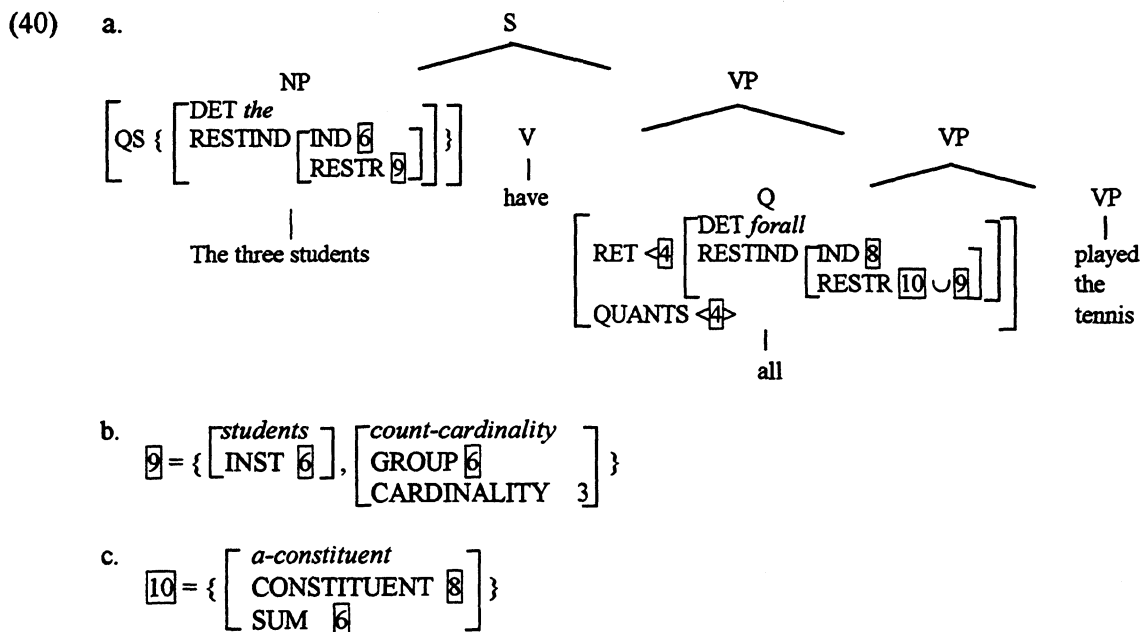 (40) a. S
NP VP
[QS { [DET the
RESTIND [IND 6 V VP
RESTR 9]]}]
have Q VP
The three students
[RET <4 [DET forall
RESTIND [IND 8 played
RESTR 10 ∪ 9]]] the
QUANTS <4> tennis
all
b. 9 = { [students
INST 6], [count-cardinality
GROUP 6
CARDINALITY 3] }
c. 10 = { [a-constituent
CONSTITUENT 8
SUM 6] }